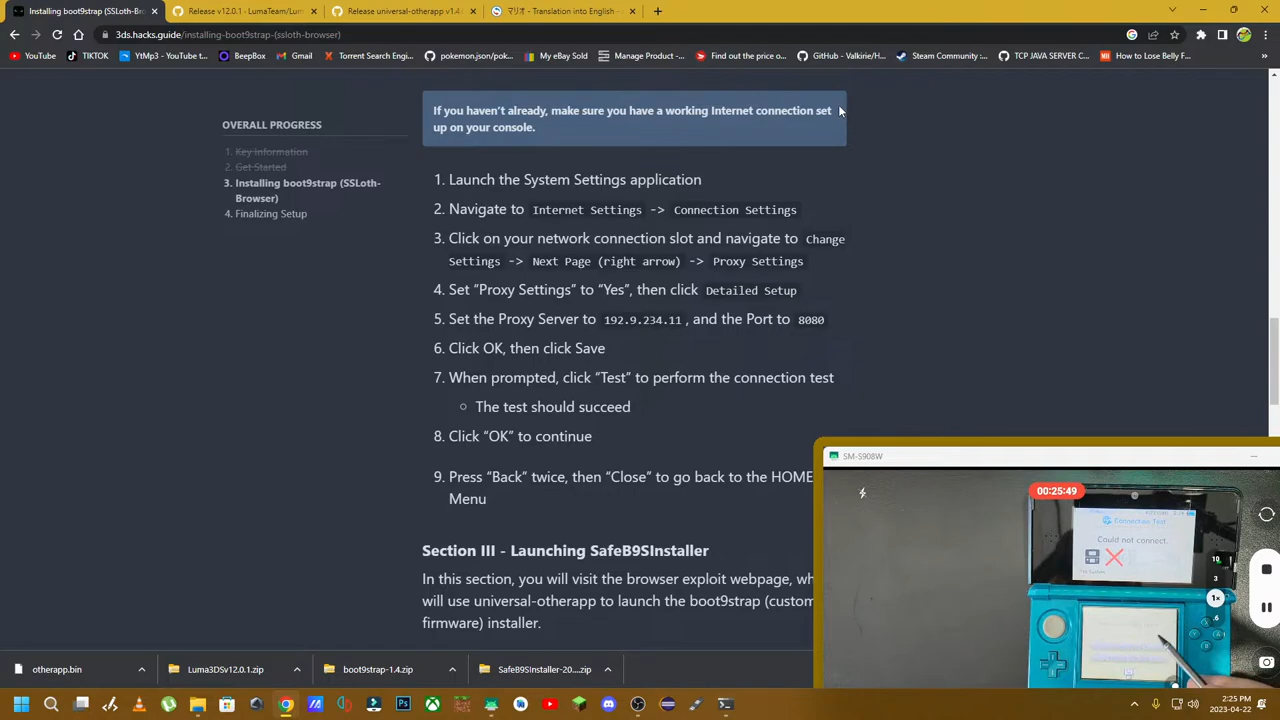 Installing boot9strap (SSLoth-Bro
Release v12.0.1 · LumaTeam/Lum
Release universal-otherapp v1.4.
マリオ - Translation into English -
3ds.hacks.guide/installing-boot9strap-(ssloth-browser)
YouTube
TIKTOK
YtMp3 - YouTube t...
BeepBox
Gmail
Torrent Search Engi...
pokemon.json/pok...
My eBay Sold
Manage Product -...
Find out the price o...
GitHub - Valkirie/H...
Steam Community :...
TCP JAVA SERVER C...
How to Lose Belly F...
If you haven't already, make sure you have a working Internet connection set
up on your console.
OVERALL PROGRESS
1. Key Information
2. Get Started
3. Installing boot9strap (SSLoth-
Browser)
4. Finalizing Setup
1. Launch the System Settings application
2. Navigate to Internet Settings -> Connection Settings
3. Click on your network connection slot and navigate to Change
Settings -> Next Page (right arrow) -> Proxy Settings
4. Set “Proxy Settings” to “Yes”, then click Detailed Setup
5. Set the Proxy Server to 192.9.234.11 , and the Port to 8080
6. Click OK, then click Save
7. When prompted, click “Test” to perform the connection test
The test should succeed
8. Click “OK” to continue
9. Press “Back” twice, then “Close” to go back to the HOME
Menu
Section III - Launching SafeB9SInstaller
In this section, you will visit the browser exploit webpage, wh
will use universal-otherapp to launch the boot9strap (custom
firmware) installer.
SM-S908W
00:25:49
Connection Test
Could not connect.
10
3
1×
.6
otherapp.bin
Luma3DSv12.0.1.zip
boot9strap-1.4.zip
SafeB9SInstaller-20....zip
2:25 PM
2023-04-22